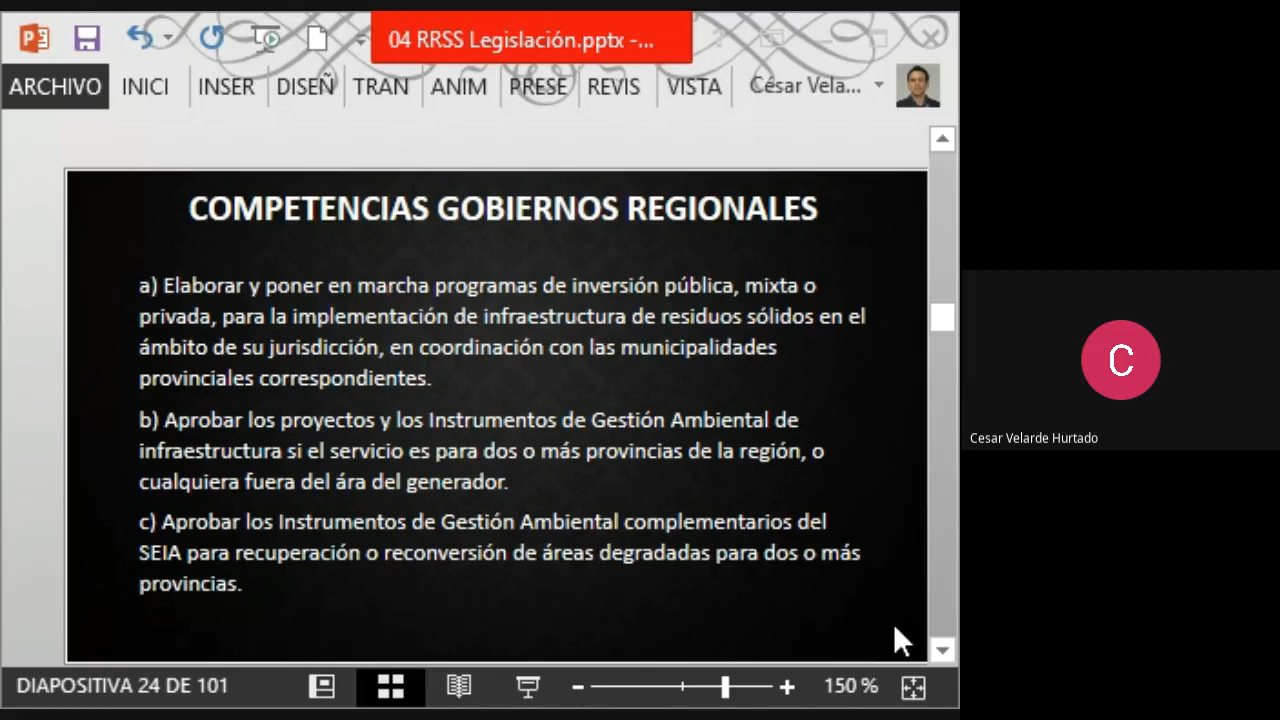 04 RRSS Legislación.pptx -...
ARCHIVO INICI INSER DISEÑ TRAN ANIM PRESE REVIS VISTA César Vela...
COMPETENCIAS GOBIERNOS REGIONALES
a) Elaborar y poner en marcha programas de inversión pública, mixta o
privada, para la implementación de infraestructura de residuos sólidos en el
ámbito de su jurisdicción, en coordinación con las municipalidades
provinciales correspondientes.
b) Aprobar los proyectos y los Instrumentos de Gestión Ambiental de
infraestructura si el servicio es para dos o más provincias de la región, o
cualquiera fuera del ára del generador.
c) Aprobar los Instrumentos de Gestión Ambiental complementarios del
SEIA para recuperación o reconversión de áreas degradadas para dos o más
provincias.
DIAPOSITIVA 24 DE 101
150 %
C
Cesar Velarde Hurtado